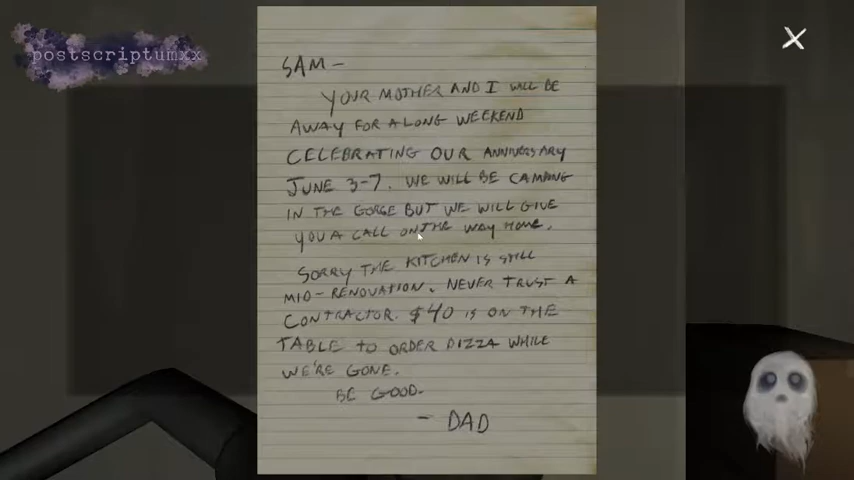 postscriptumxx
SAM-
YOUR MOTHER AND I WILL BE
AWAY FOR A LONG WEEKEND
CELEBRATING OUR ANNIVERSARY
JUNE 3-7. WE WILL BE CAMPING
IN THE GORGE BUT WE WILL GIVE
YOU A CALL ON THE WAY HOME.
SORRY THE KITCHEN IS STILL
MID-RENOVATION. NEVER TRUST A
CONTRACTOR. $40 IS ON THE
TABLE TO ORDER PIZZA WHILE
WE'RE GONE.
BE GOOD.
- DAD